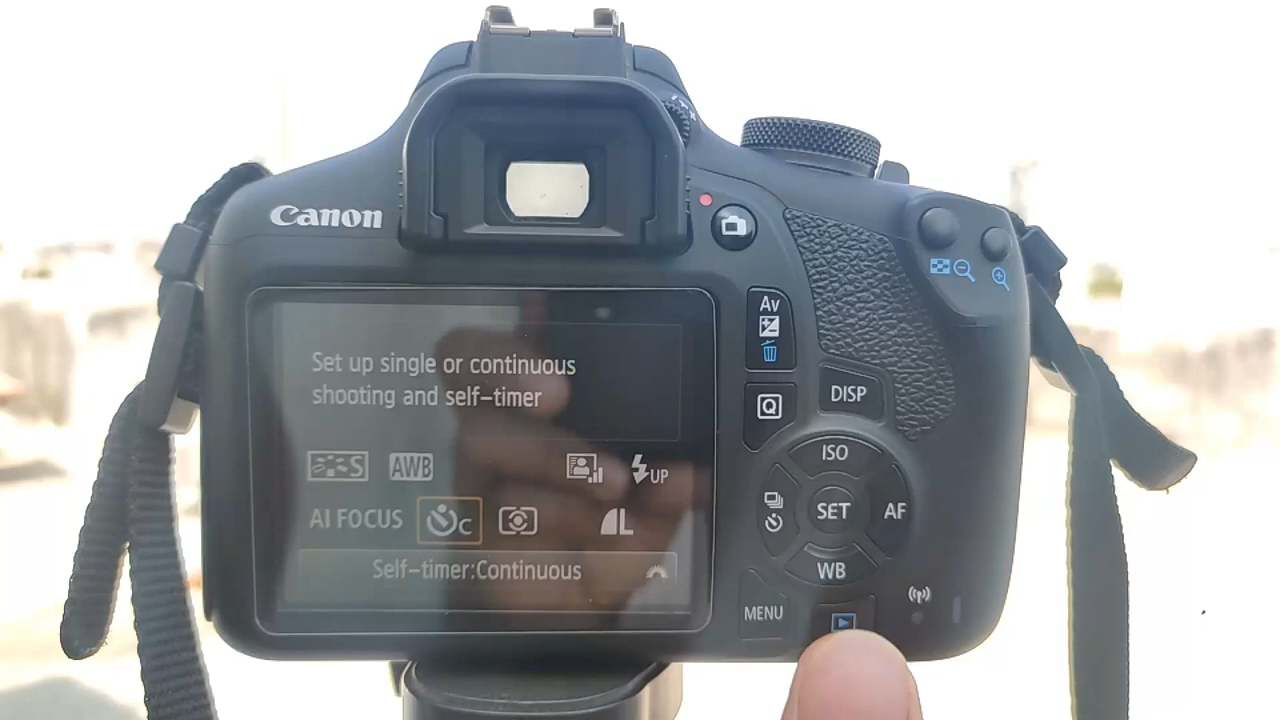 Canon
Set up single or continuous
shooting and self-timer
S AWB
UP
AI FOCUS
C
L
Self-timer:Continuous
Av
Q
DISP
ISO
SET
AF
WB
MENU